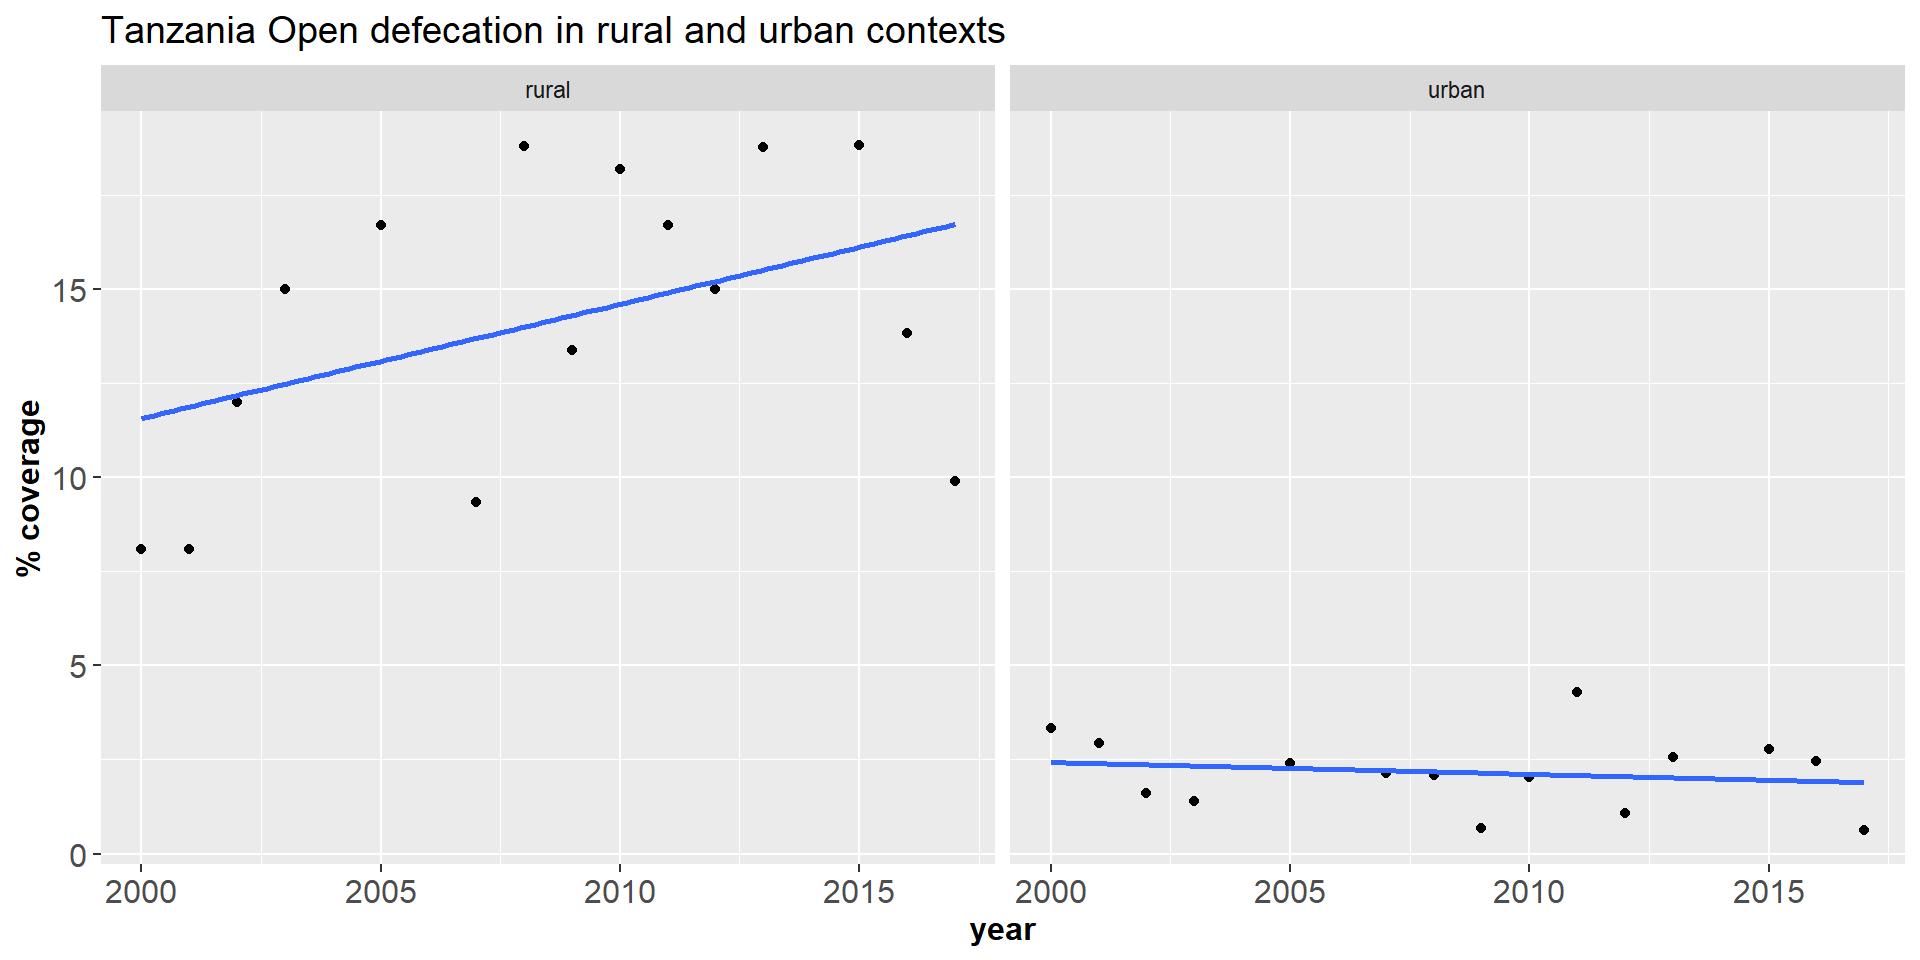 Tanzania Open defecation in rural and urban contexts
rural
urban
% coverage
15
10
5
0
2000 2005 2010 2015
2000 2005 2010 2015
year